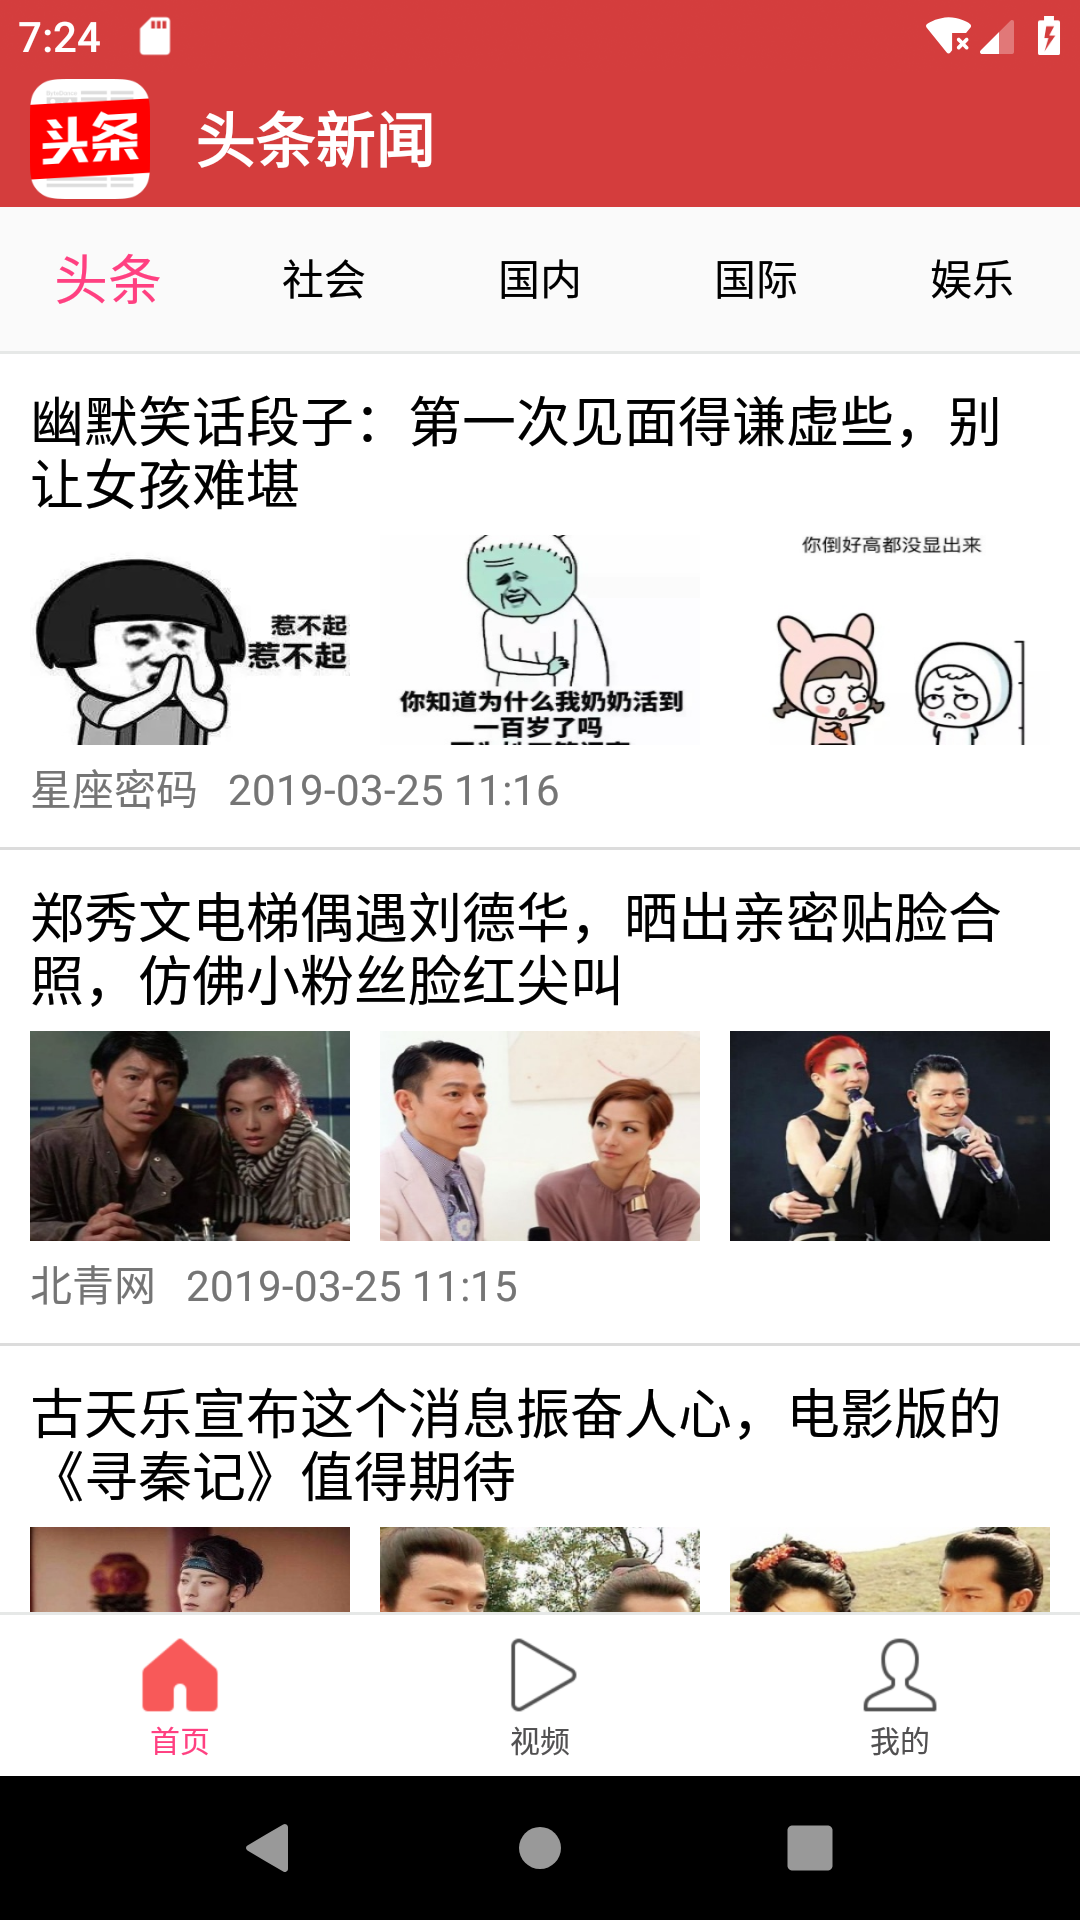 7:24
头条
头条新闻
头条
社会
国内
国际
娱乐
幽默笑话段子：第一次见面得谦虚些，别
让女孩难堪
惹不起
惹不起
你知道为什么我奶奶活到
一百岁了吗
你倒好高都没显出来
星座密码 2019-03-25 11:16
郑秀文电梯偶遇刘德华，晒出亲密贴脸合
照，仿佛小粉丝脸红尖叫
北青网 2019-03-25 11:15
古天乐宣布这个消息振奋人心，电影版的
《寻秦记》值得期待
首页
视频
我的